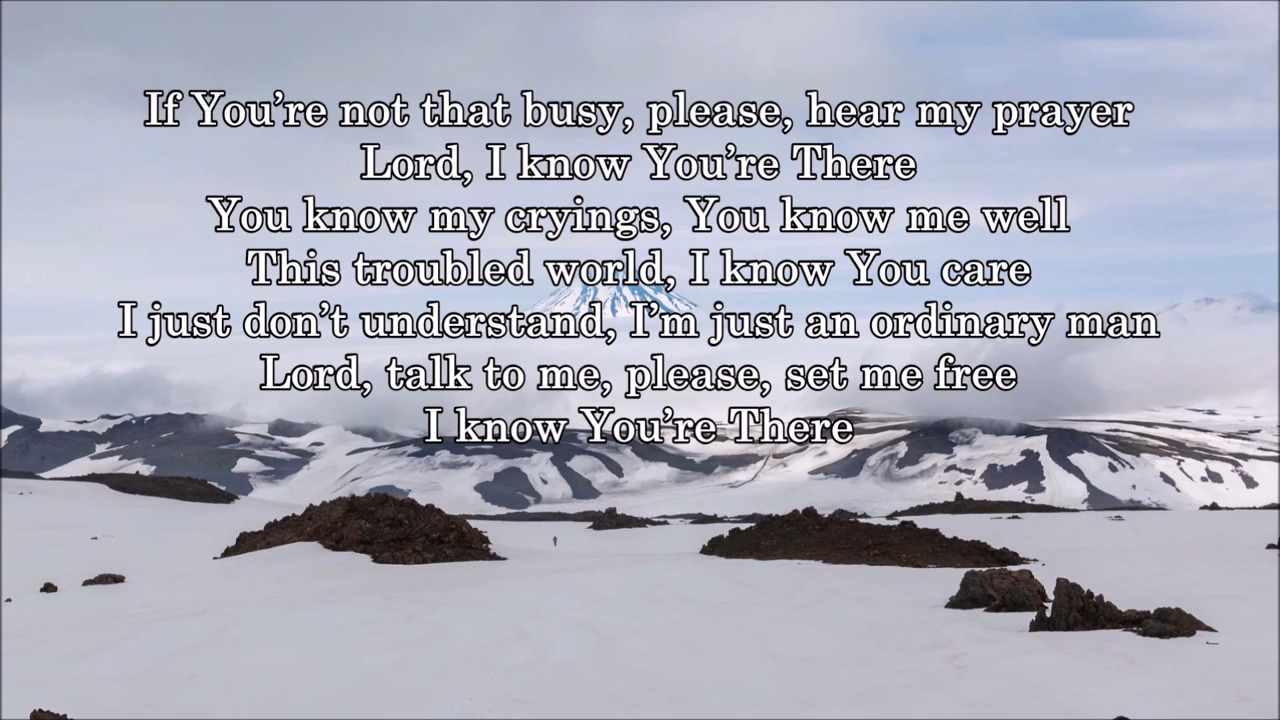 If You’re not that busy, please, hear my prayer
Lord, I know You’re There
You know my cryings, You know me well
This troubled world, I know You care
I just don’t understand, I’m just an ordinary man
Lord, talk to me, please, set me free
I know You’re There